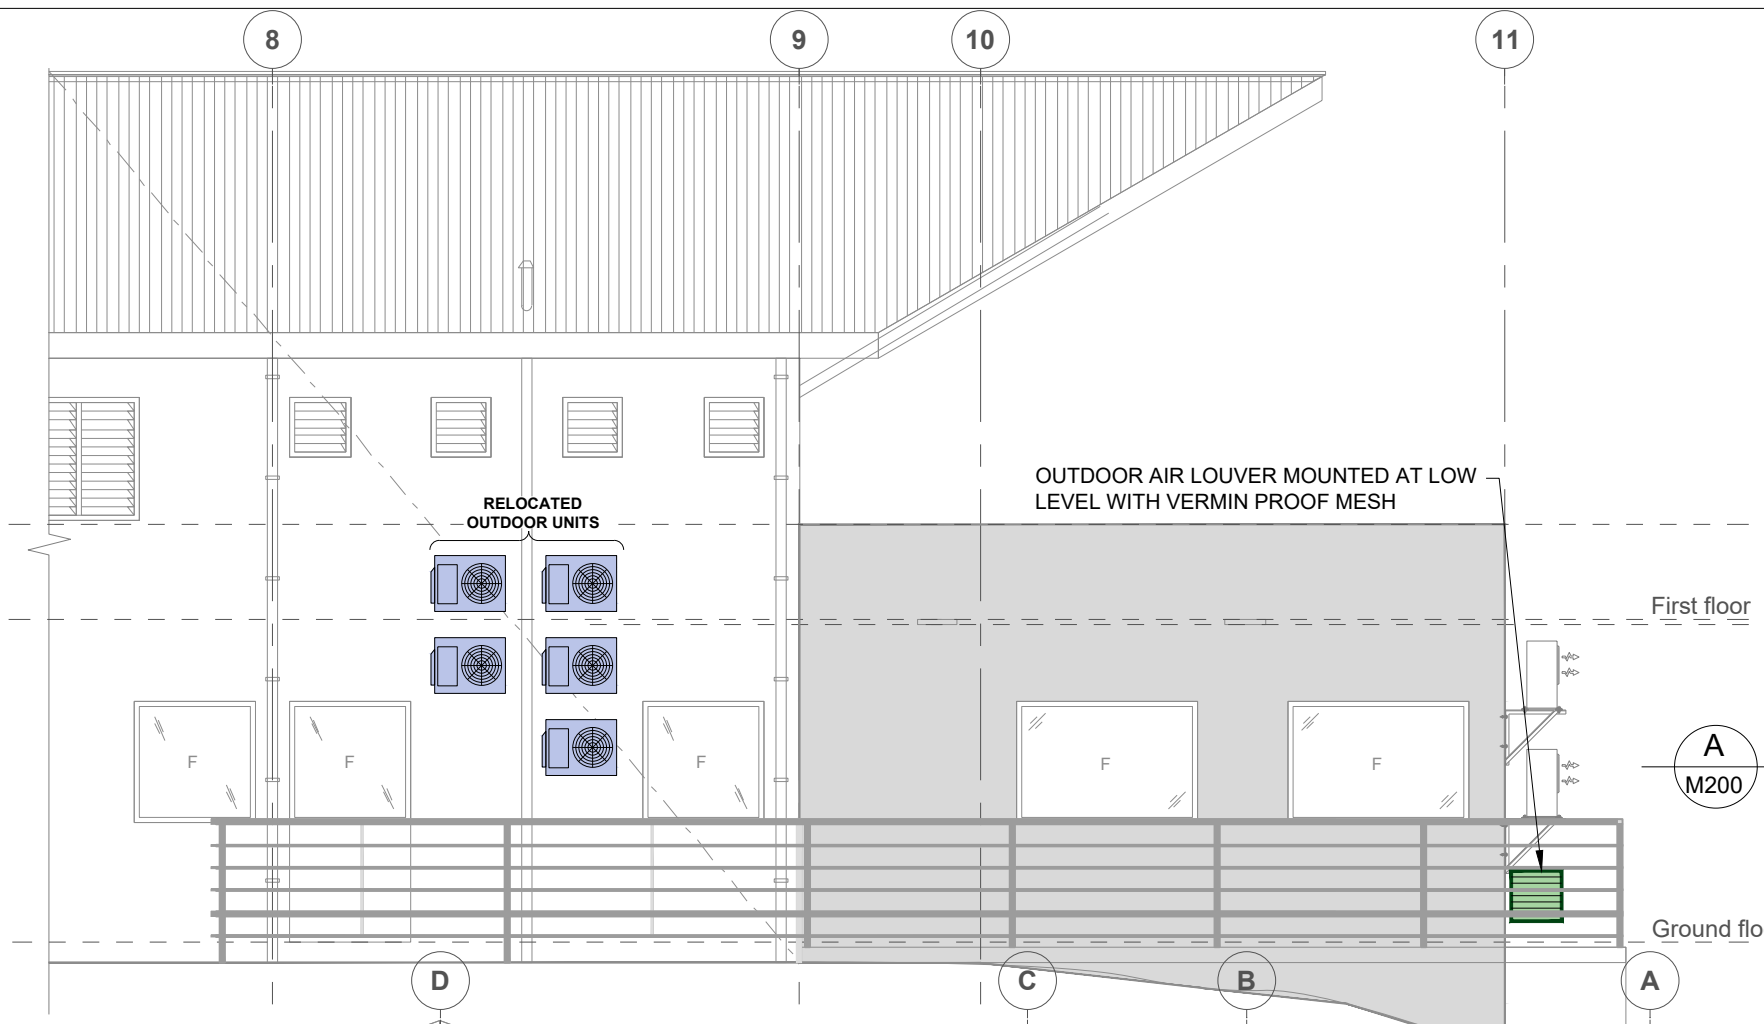 8
9
10
11
OUTDOOR AIR LOUVER MOUNTED AT LOW
LEVEL WITH VERMIN PROOF MESH
RELOCATED
OUTDOOR UNITS
First floor
F
F
F
F
F
A
M200
Ground flo
D
C
B
A